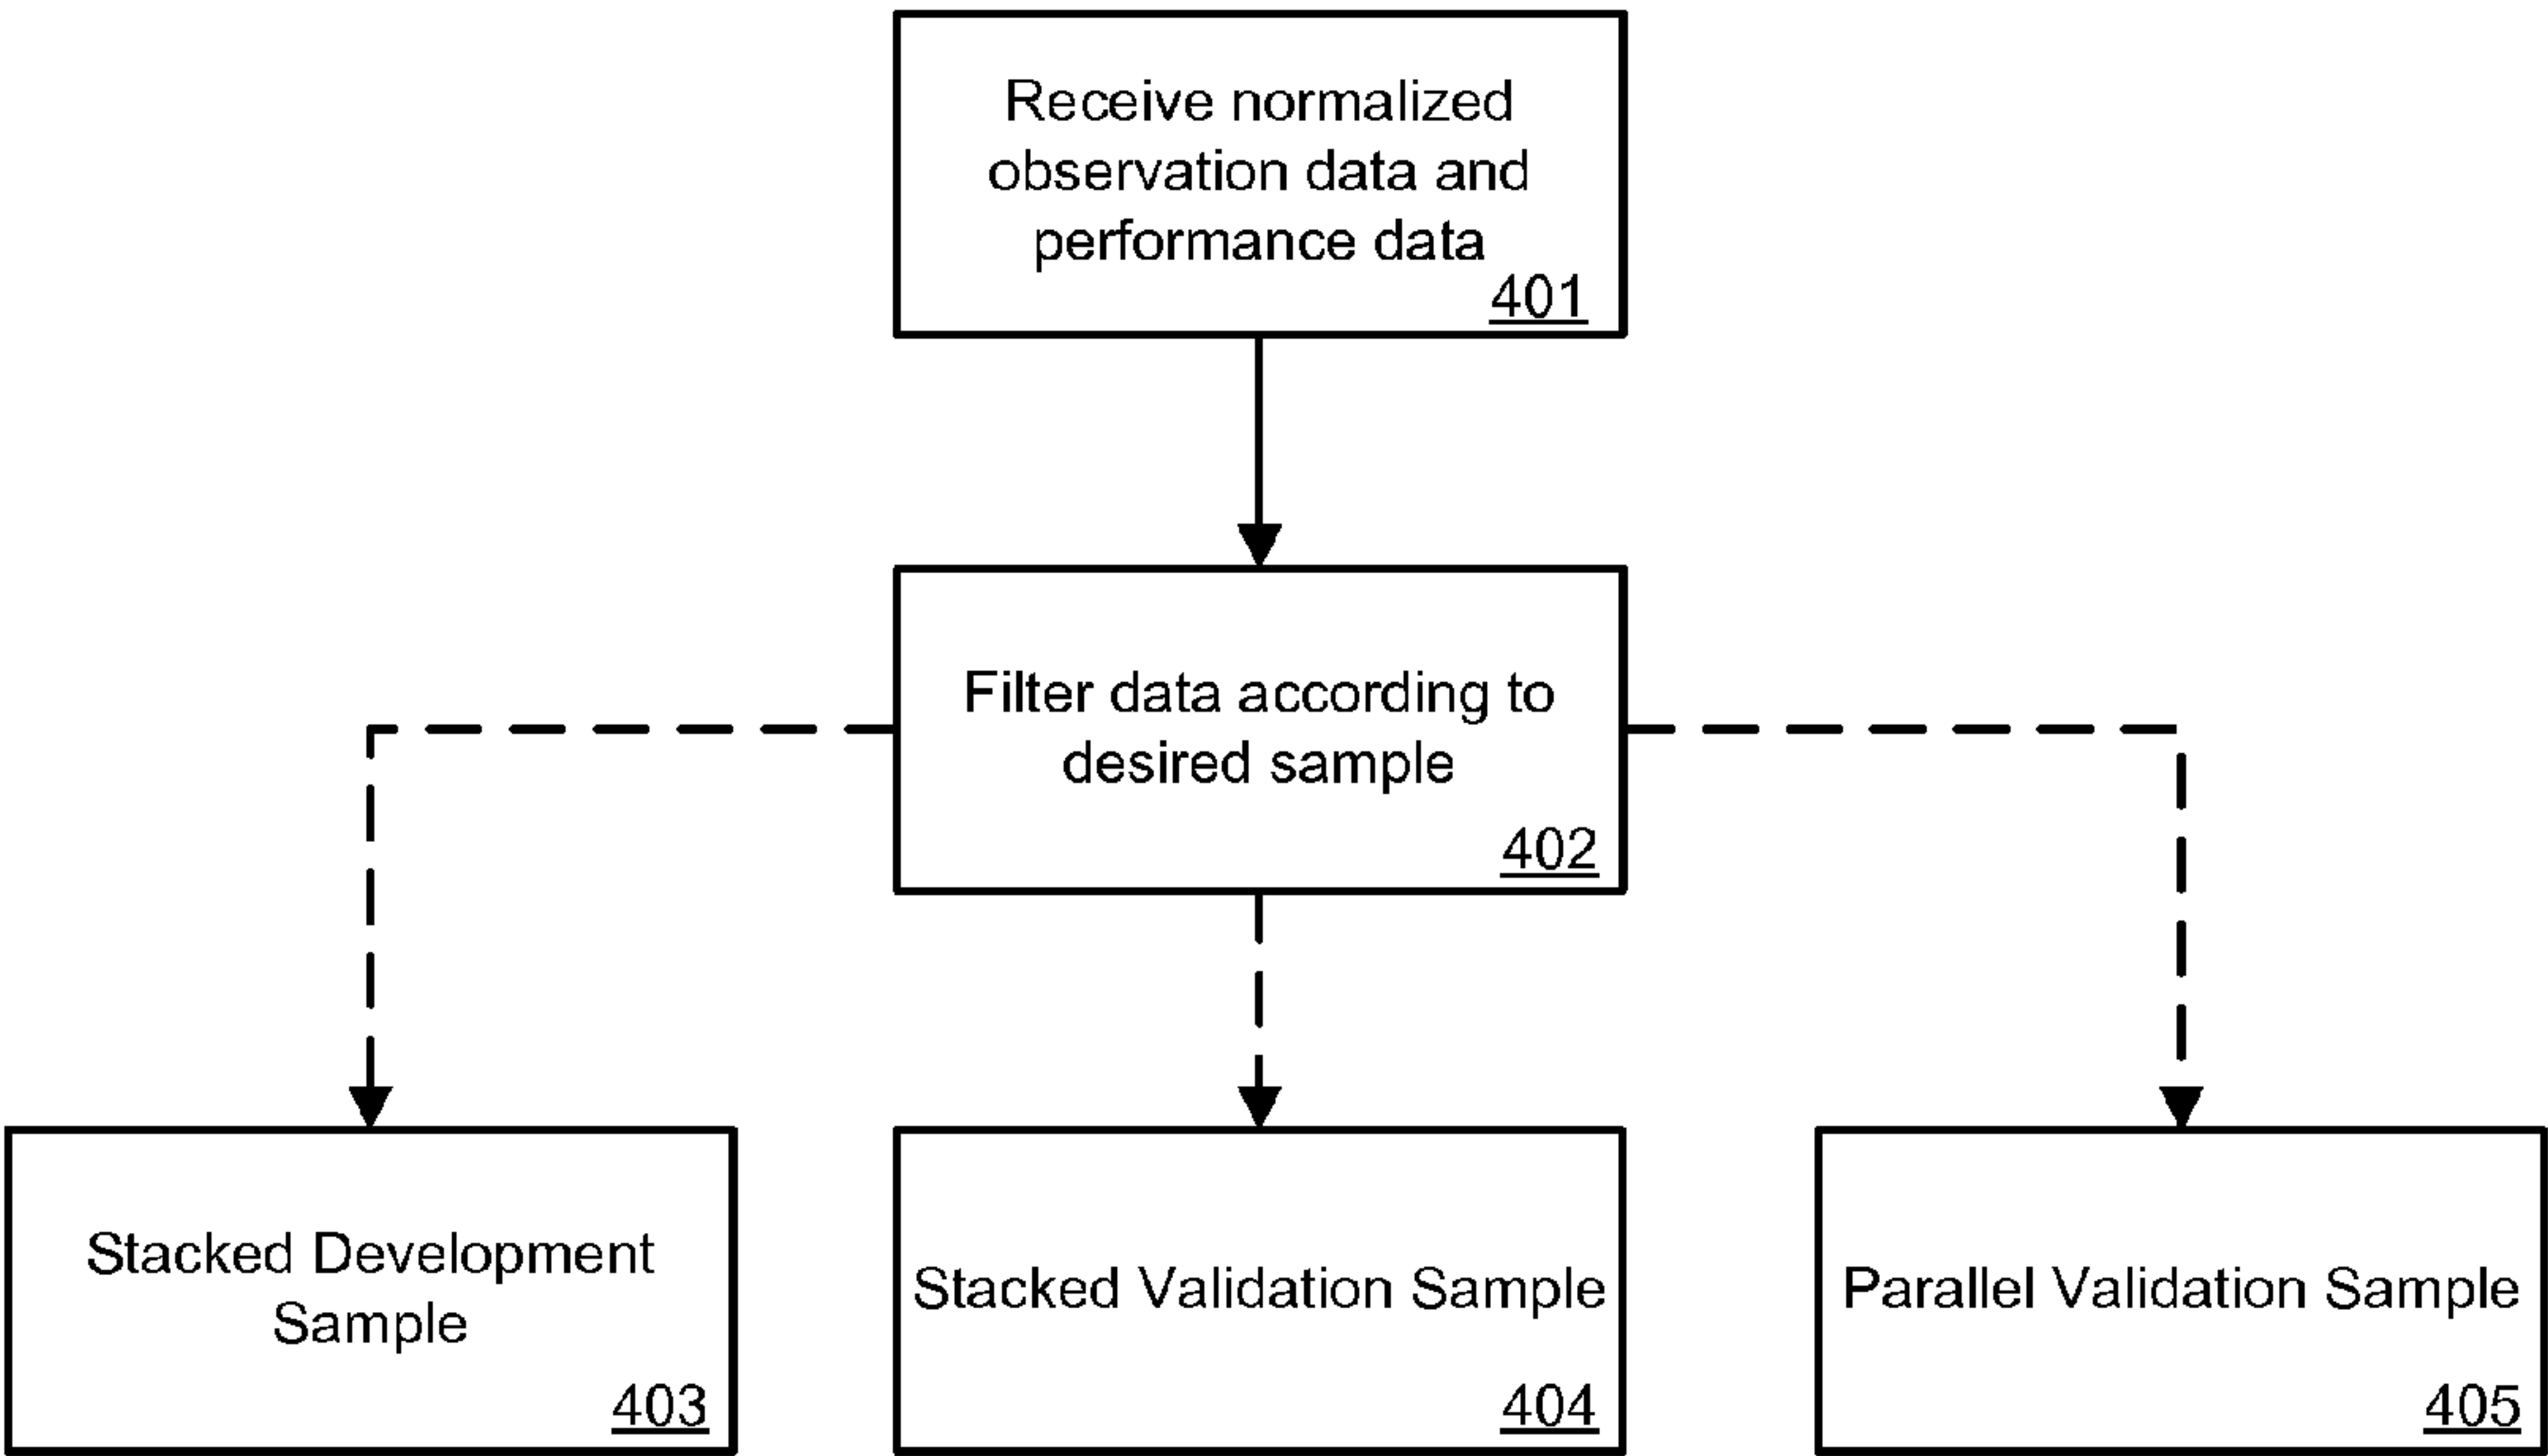 Receive normalized
observation data and
performance data
401
Filter data according to
desired sample
402
Stacked Development
Sample
403
Stacked Validation Sample
404
Parallel Validation Sample
405